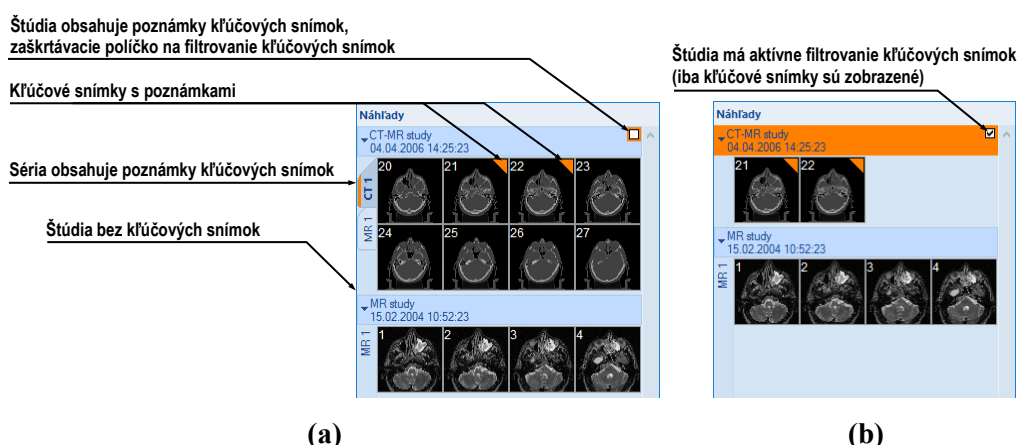 Štúdia obsahuje poznámky kľúčových snímok,
zaškrtávacie políčko na filtrovanie kľúčových snímok
Kľúčové snímky s poznámkami
Séria obsahuje poznámky kľúčových snímok
Štúdia bez kľúčových snímok
Náhľady
CT-MR study
04.04.2006 14:25:23
CT 1
MR 1
20 21 22 23
24 25 26 27
MR study
15.02.2004 10:52:23
MR 1
1 2 3 4
(a)
Štúdia má aktívne filtrovanie kľúčových snímok
(iba kľúčové snímky sú zobrazené)
Náhľady
CT-MR study
04.04.2006 14:25:23
21 22
MR study
15.02.2004 10:52:23
MR 1
1 2 3 4
(b)